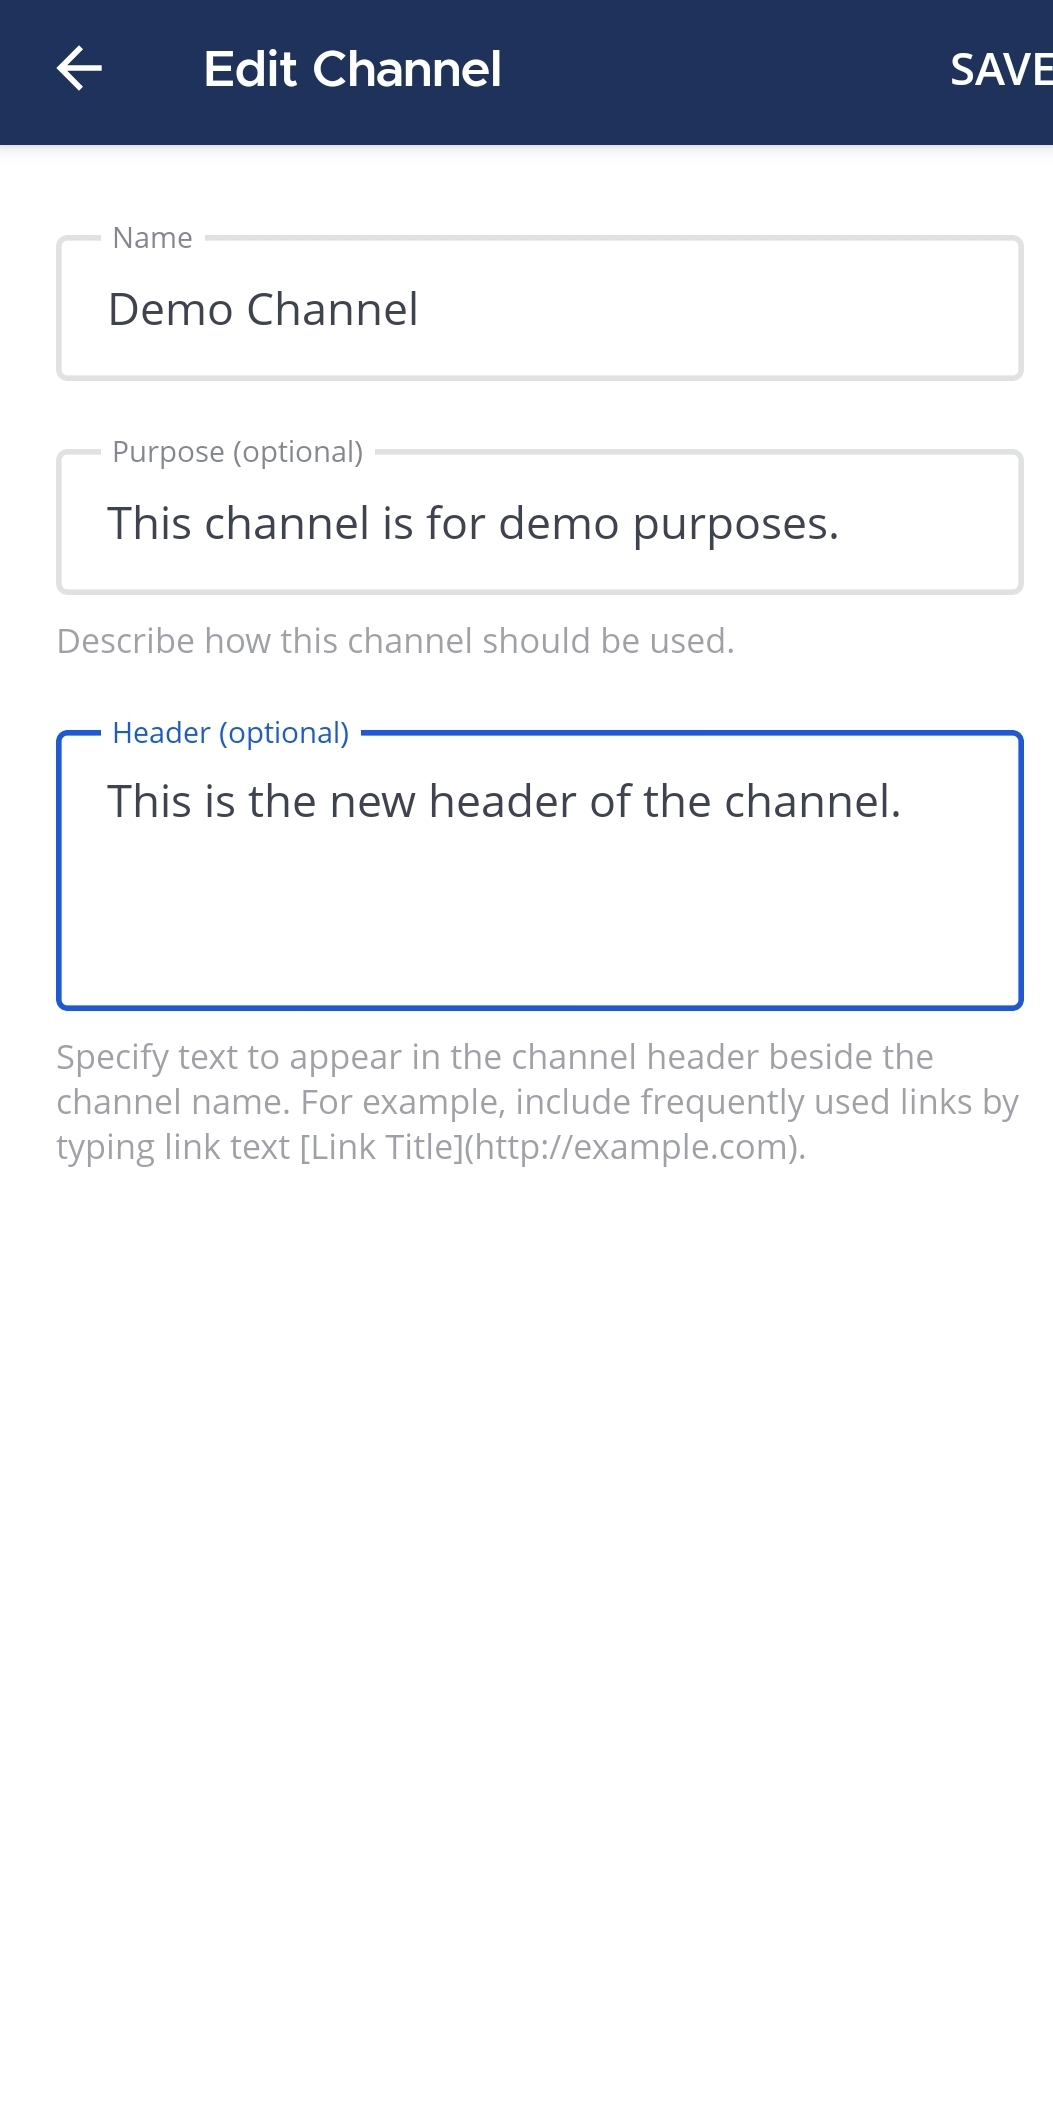 Edit Channel
SAVE
Name
Demo Channel
Purpose (optional)
This channel is for demo purposes.
Describe how this channel should be used.
Header (optional)
This is the new header of the channel.
Specify text to appear in the channel header beside the
channel name. For example, include frequently used links by
typing link text [Link Title](http://example.com).